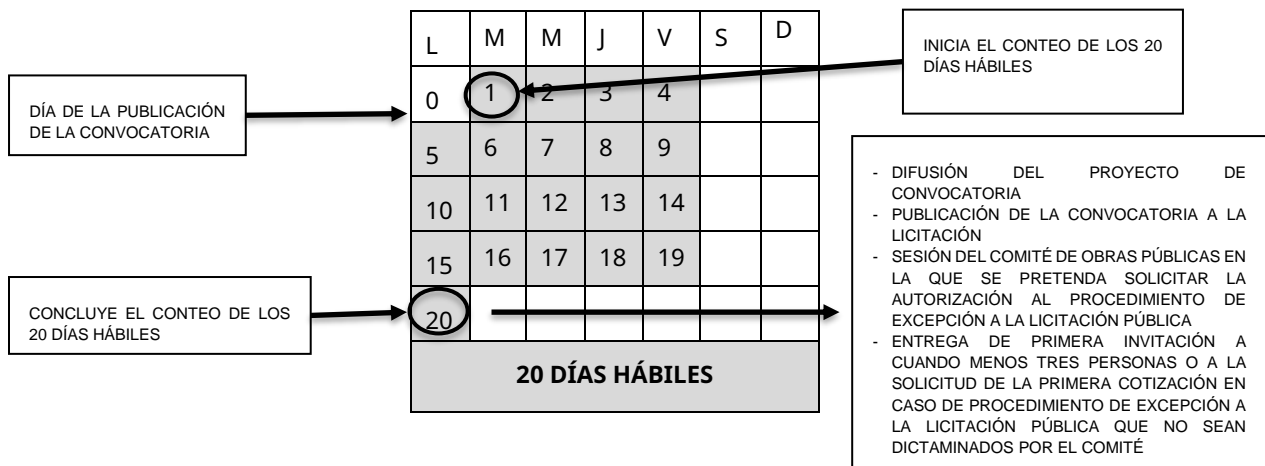 L M M J V S D
0 1 2 3 4
5 6 7 8 9
10 11 12 13 14
15 16 17 18 19
20
20 DÍAS HÁBILES
DÍA DE LA PUBLICACIÓN
DE LA CONVOCATORIA
CONCLUYE EL CONTEO DE LOS
20 DÍAS HÁBILES
INICIA EL CONTEO DE LOS 20
DÍAS HÁBILES
- DIFUSIÓN DEL PROYECTO DE
CONVOCATORIA
- PUBLICACIÓN DE LA CONVOCATORIA A LA
LICITACIÓN
- SESIÓN DEL COMITÉ DE OBRAS PÚBLICAS EN
LA QUE SE PRETENDA SOLICITAR LA
AUTORIZACIÓN AL PROCEDIMIENTO DE
EXCEPCIÓN A LA LICITACIÓN PÚBLICA
- ENTREGA DE PRIMERA INVITACIÓN A
CUANDO MENOS TRES PERSONAS O A LA
SOLICITUD DE LA PRIMERA COTIZACIÓN EN
CASO DE PROCEDIMIENTO DE EXCEPCIÓN A
LA LICITACIÓN PÚBLICA QUE NO SEAN
DICTAMINADOS POR EL COMITÉ